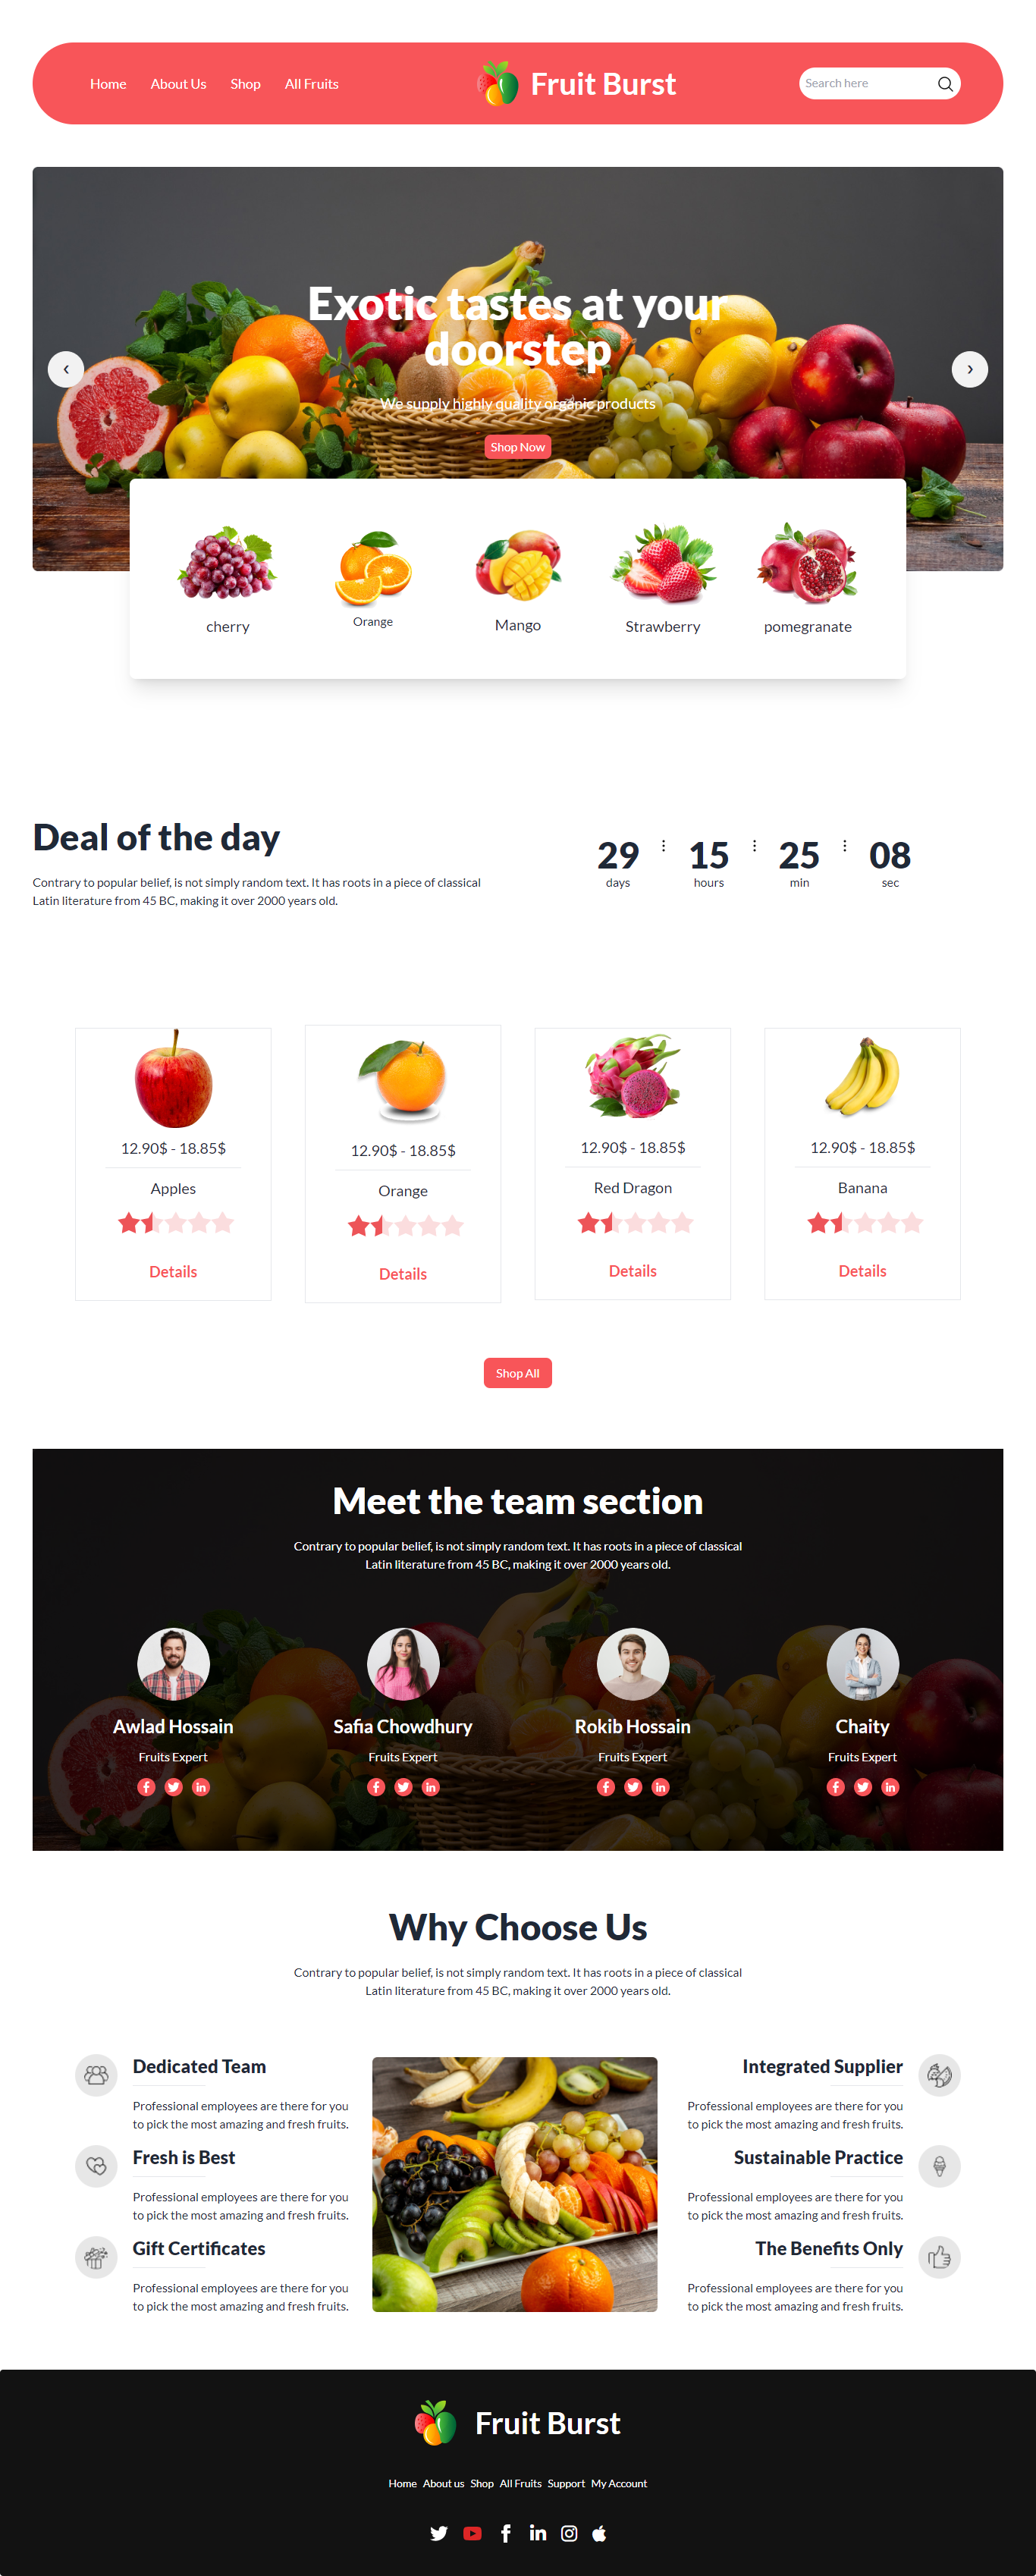 Home About Us Shop All Fruits
Fruit Burst
Search here
Exotic tastes at your
doorstep
We supply highly quality organic products
Shop Now
cherry
Orange
Mango
Strawberry
pomegranate
Deal of the day
Contrary to popular belief, is not simply random text. It has roots in a piece of classical
Latin literature from 45 BC, making it over 2000 years old.
29 : 15 : 25 : 08
days hours min sec
12.90$ - 18.85$
Apples
Details
12.90$ - 18.85$
Orange
Details
12.90$ - 18.85$
Red Dragon
Details
12.90$ - 18.85$
Banana
Details
Shop All
Meet the team section
Contrary to popular belief, is not simply random text. It has roots in a piece of classical
Latin literature from 45 BC, making it over 2000 years old.
Awlad Hossain
Fruits Expert
Safia Chowdhury
Fruits Expert
Rokib Hossain
Fruits Expert
Chaity
Fruits Expert
Why Choose Us
Contrary to popular belief, is not simply random text. It has roots in a piece of classical
Latin literature from 45 BC, making it over 2000 years old.
Dedicated Team
Professional employees are there for you
to pick the most amazing and fresh fruits.
Fresh is Best
Professional employees are there for you
to pick the most amazing and fresh fruits.
Gift Certificates
Professional employees are there for you
to pick the most amazing and fresh fruits.
Integrated Supplier
Professional employees are there for you
to pick the most amazing and fresh fruits.
Sustainable Practice
Professional employees are there for you
to pick the most amazing and fresh fruits.
The Benefits Only
Professional employees are there for you
to pick the most amazing and fresh fruits.
Fruit Burst
Home About us Shop All Fruits Support My Account